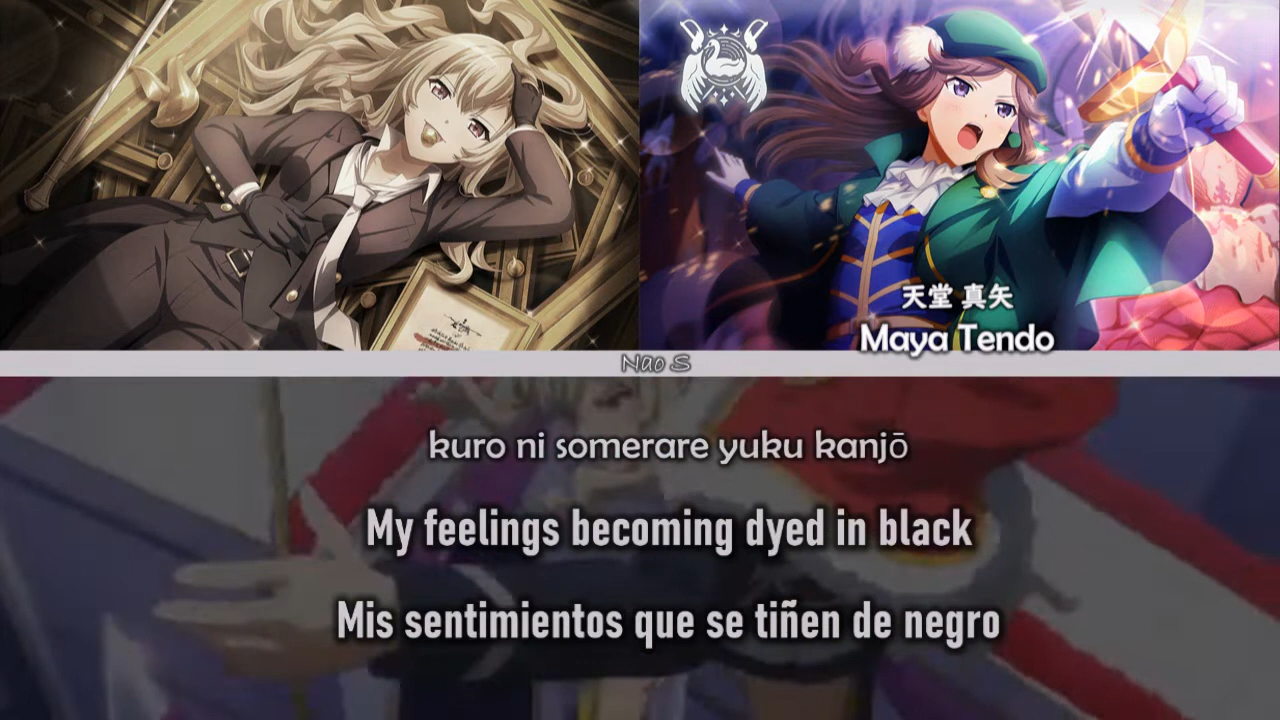 天堂 真矢
Maya Tendo
Nao S
kuro ni somerare yuku kanjō
My feelings becoming dyed in black
Mis sentimientos que se tiñen de negro